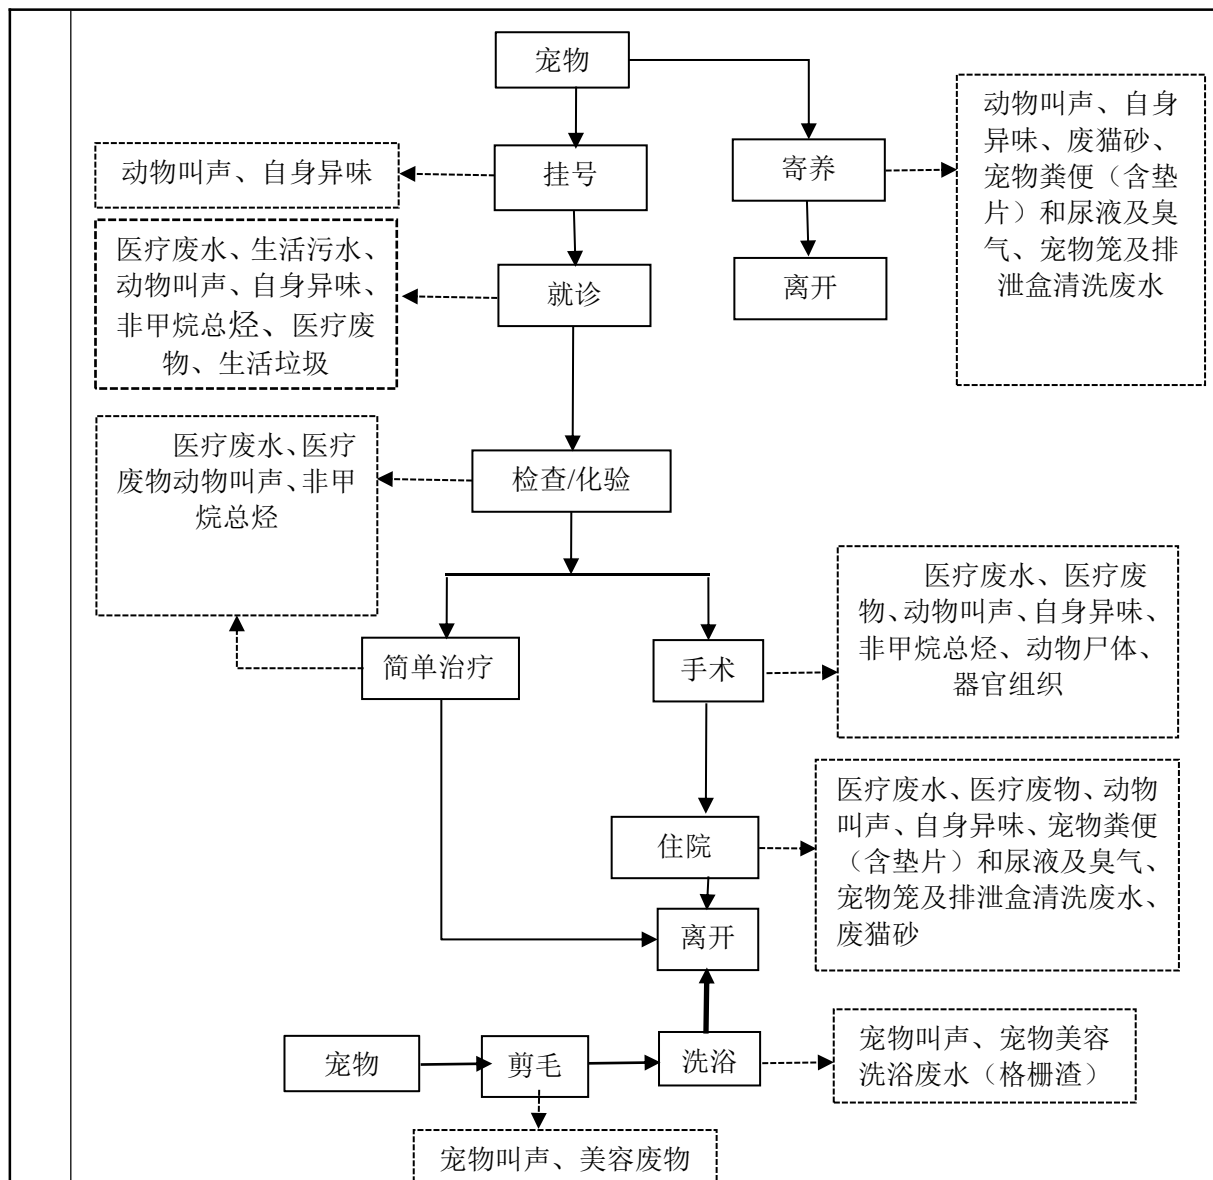 宠物
动物叫声、自身
异味、废猫砂、
宠物粪便（含垫
片）和尿液及臭
气、宠物笼及排
泄盒清洗废水
动物叫声、自身异味
挂号
寄养
医疗废水、生活污水、
动物叫声、自身异味、
非甲烷总烃、医疗废
物、生活垃圾
就诊
离开
医疗废水、医疗
废物动物叫声、非甲
烷总烃
检查/化验
医疗废水、医疗废
物、动物叫声、自身异味、
非甲烷总烃、动物尸体、
器官组织
简单治疗
手术
医疗废水、医疗废物、动物
叫声、自身异味、宠物粪便
（含垫片）和尿液及臭气、
宠物笼及排泄盒清洗废水、
废猫砂
住院
离开
宠物
剪毛
洗浴
宠物叫声、宠物美容
洗浴废水（格栅渣）
宠物叫声、美容废物